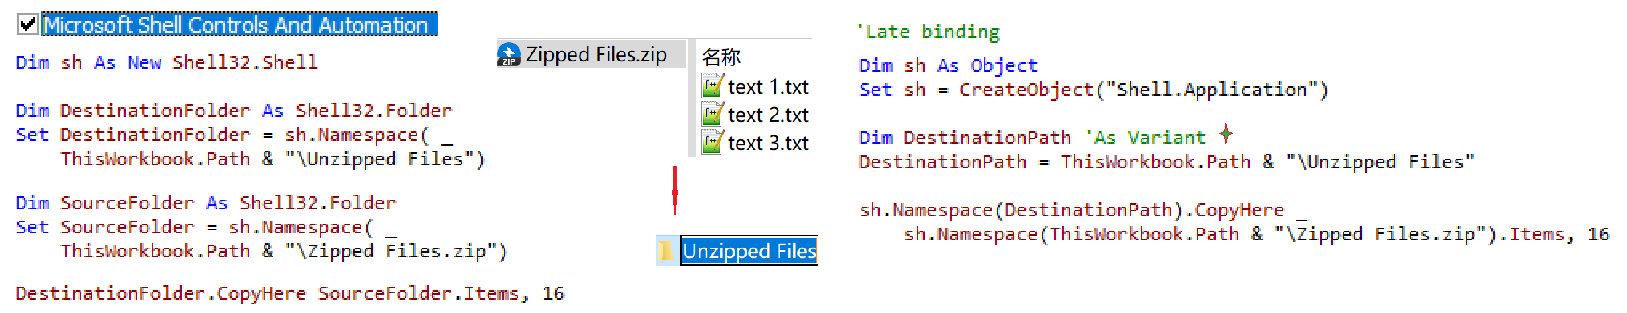 Microsoft Shell Controls And Automation
Dim sh As New Shell32.Shell
Dim DestinationFolder As Shell32.Folder
Set DestinationFolder = sh.Namespace( _
ThisWorkbook.Path & "\Unzipped Files")
Dim SourceFolder As Shell32.Folder
Set SourceFolder = sh.Namespace( _
ThisWorkbook.Path & "\Zipped Files.zip")
DestinationFolder.CopyHere SourceFolder.Items, 16
ZIP
Zipped Files.zip
名称
text 1.txt
text 2.txt
text 3.txt
Unzipped Files
'Late binding
Dim sh As Object
Set sh = CreateObject("Shell.Application")
Dim DestinationPath 'As Variant
DestinationPath = ThisWorkbook.Path & "\Unzipped Files"
sh.Namespace(DestinationPath).CopyHere _
sh.Namespace(ThisWorkbook.Path & "\Zipped Files.zip").Items, 16